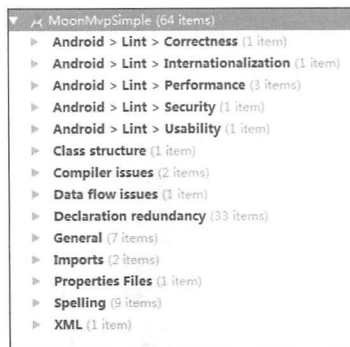 MoonMvpSimple (64 items)
Android > Lint > Correctness (1 item)
Android > Lint > Internationalization (1 item)
Android > Lint > Performance (3 items)
Android > Lint > Security (1 item)
Android > Lint > Usability (1 item)
Class structure (1 item)
Compiler issues (2 items)
Data flow issues (1 item)
Declaration redundancy (33 items)
General (7 items)
Imports (2 items)
Properties Files (1 item)
Spelling (9 items)
XML (1 item)